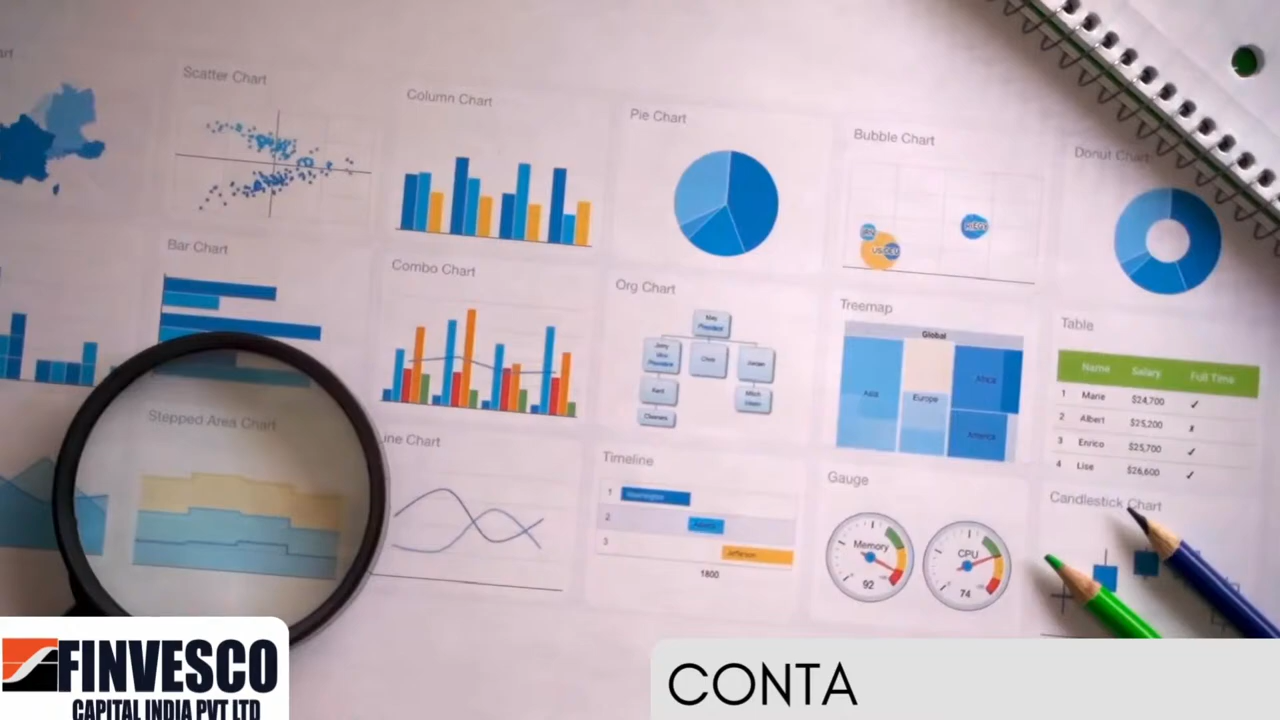 Scatter Chart
Column Chart
Pie Chart
Bubble Chart
Donut Chart
Bar Chart
Combo Chart
Org Chart
Treemap
Global
Asia
Europe
Africa
America
Table
Name Salary Full Time
1 Marie $24,700 ✓
2 Albert $25,200 x
3 Enrico $25,700 ✓
4 Lise $26,600 ✓
Stepped Area Chart
Line Chart
Timeline
1 Washington
2 Adams
3 Jefferson
1800
Gauge
Memory
92
CPU
74
Candlestick Chart
FINVESCO
CAPITAL INDIA PVT LTD
CONTA